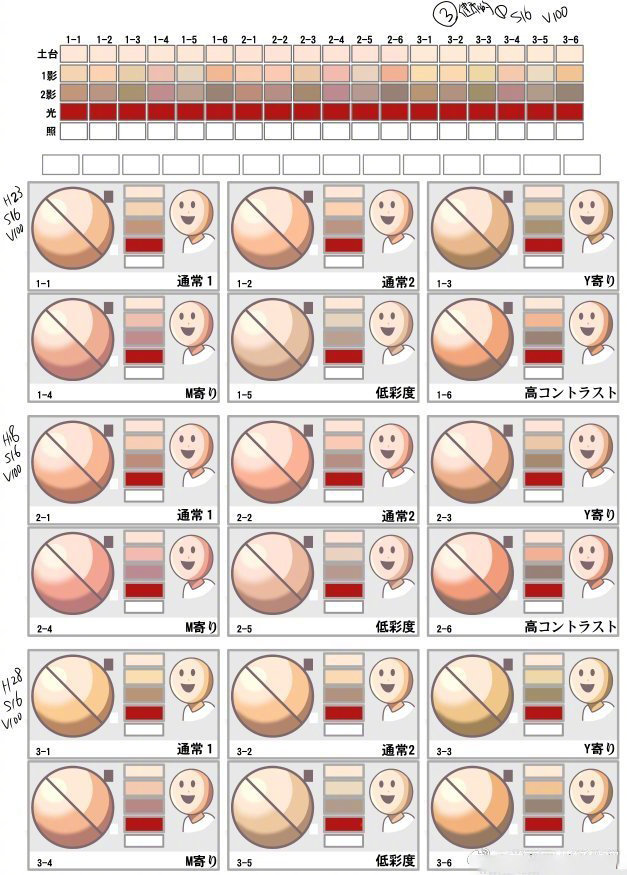 ③ ① S16 V100
1-1 1-2 1-3 1-4 1-5 1-6 2-1 2-2 2-3 2-4 2-5 2-6 3-1 3-2 3-3 3-4 3-5 3-6
土台
1影
2影
光
照
H23
S16
V100
1-1 通常1
1-2 通常2
1-3 Y寄り
1-4 M寄り
1-5 低彩度
1-6 高コントラスト
H18
S16
V100
2-1 通常1
2-2 通常2
2-3 Y寄り
2-4 M寄り
2-5 低彩度
2-6 高コントラスト
H28
S16
V100
3-1 通常1
3-2 通常2
3-3 Y寄り
3-4 M寄り
3-5 低彩度
3-6